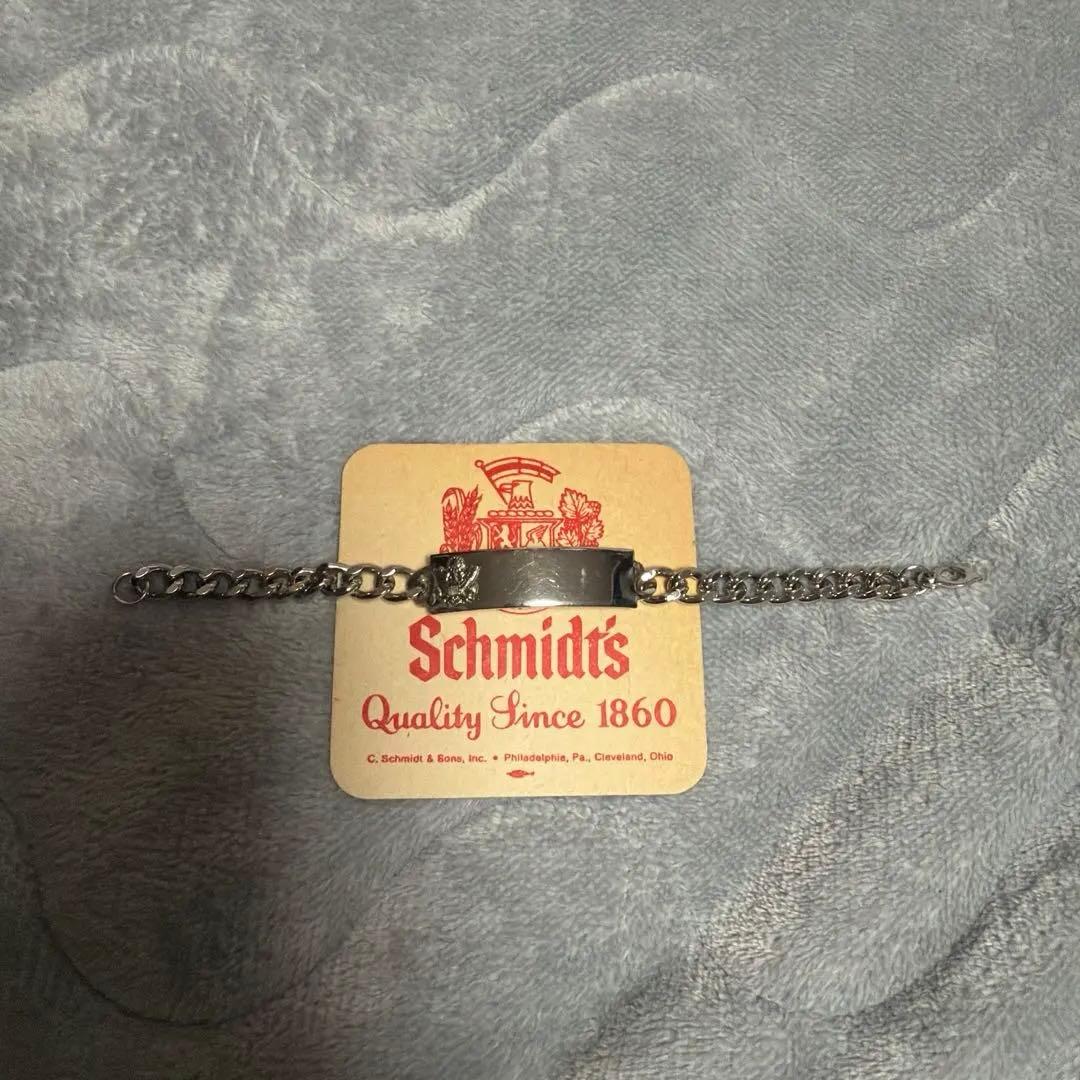 Schmidt's
Quality Since 1860
C. Schmidt & Sons, Inc. • Philadelphia, Pa., Cleveland, Ohio